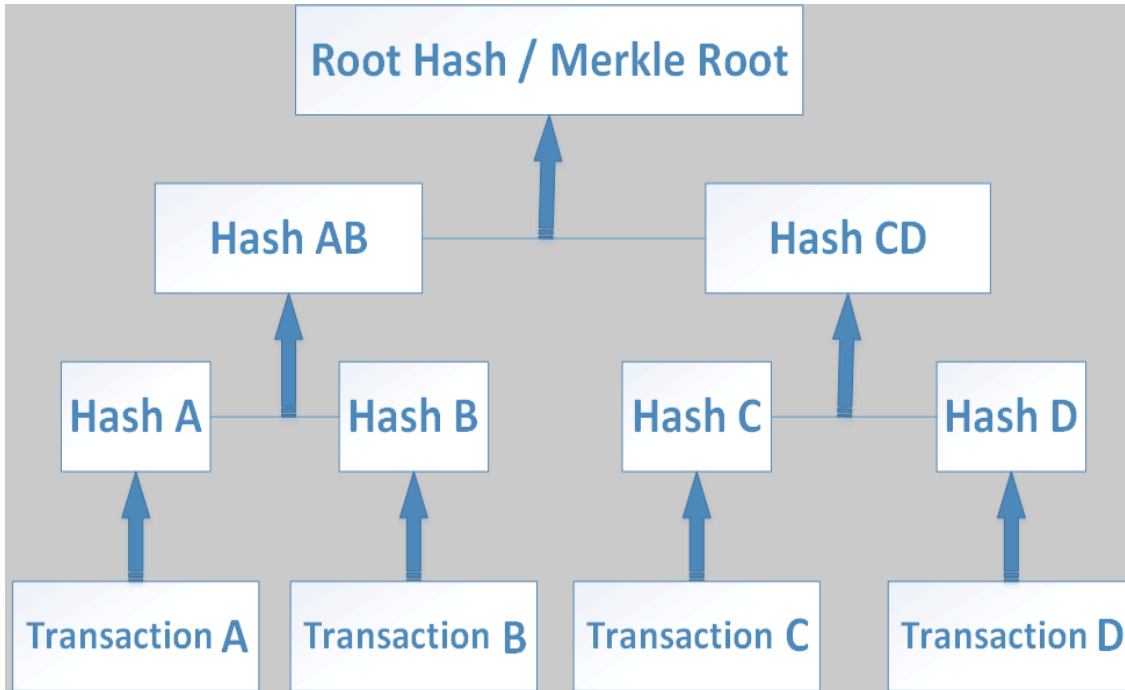 Root Hash / Merkle Root
Hash AB
Hash CD
Hash A
Hash B
Hash C
Hash D
Transaction A
Transaction B
Transaction C
Transaction D